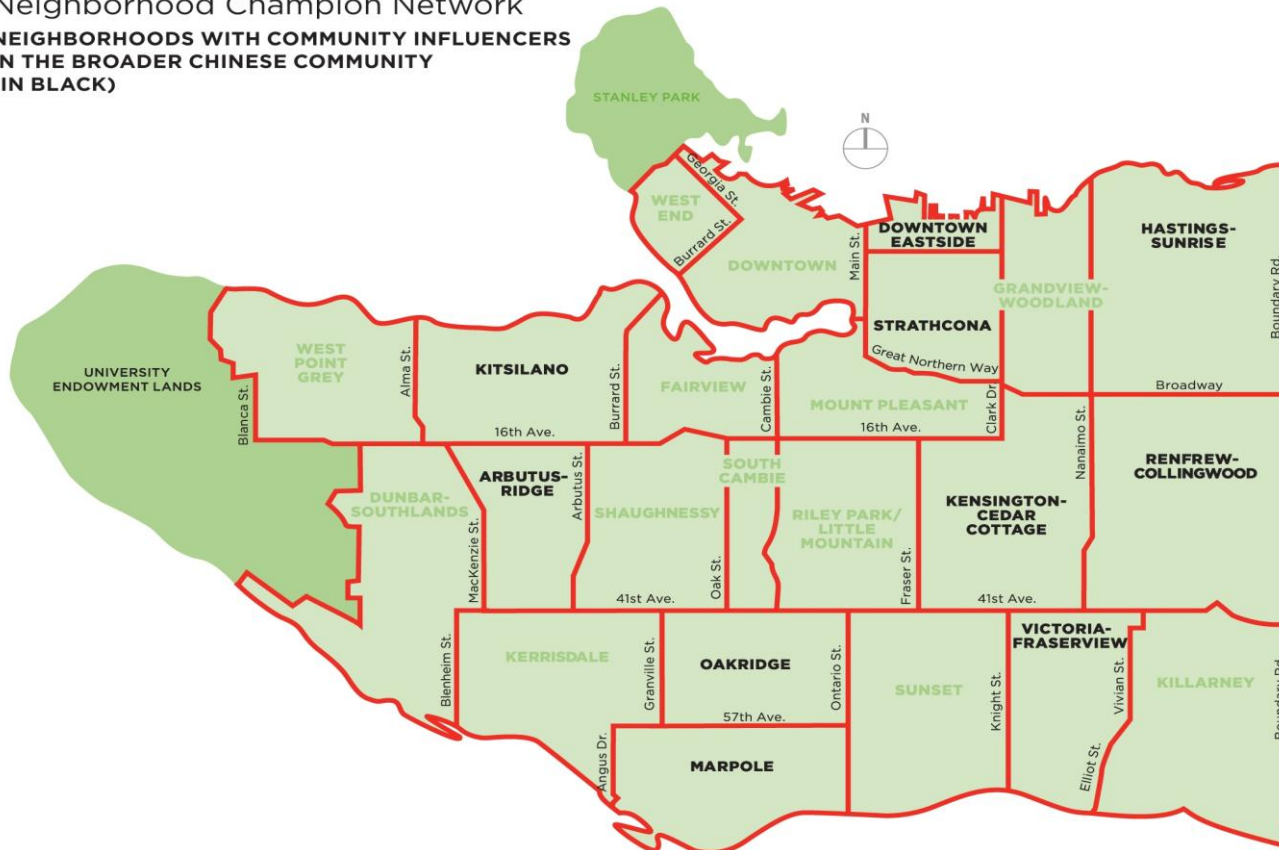 Neighborhood Champion Network
NEIGHBORHOODS WITH COMMUNITY INFLUENCERS
N THE BROADER CHINESE COMMUNITY
IN BLACK)
STANLEY PARK
N
Georgia St.
WEST
END
Burrard St.
DOWNTOWN
Main St.
DOWNTOWN
EASTSIDE
HASTINGS-
SUNRISE
Boundary Rd.
GRANDVIEW-
WOODLAND
STRATHCONA
Great Northern Way
UNIVERSITY
ENDOWMENT LANDS
WEST
POINT
GREY
Blanca St.
Alma St.
KITSILANO
Burrard St.
16th Ave.
FAIRVIEW
Cambie St.
MOUNT PLEASANT
16th Ave.
Clark Dr.
Broadway
Nanaimo St.
DUNBAR-
SOUTHLANDS
MacKenzie St.
ARBUTUS-
RIDGE
Arbutus St.
SHAUGHNESSY
41st Ave.
Oak St.
SOUTH
CAMBIE
RILEY PARK/
LITTLE
MOUNTAIN
Fraser St.
KENSINGTON-
CEDAR
COTTAGE
41st Ave.
RENFREW-
COLLINGWOOD
Blenheim St.
KERRISDALE
Granville St.
OAKRIDGE
57th Ave.
Ontario St.
SUNSET
Knight St.
VICTORIA-
FRASERVIEW
Vivian St.
Elliot St.
KILLARNEY
Boundary Rd.
Angus Dr.
MARPOLE